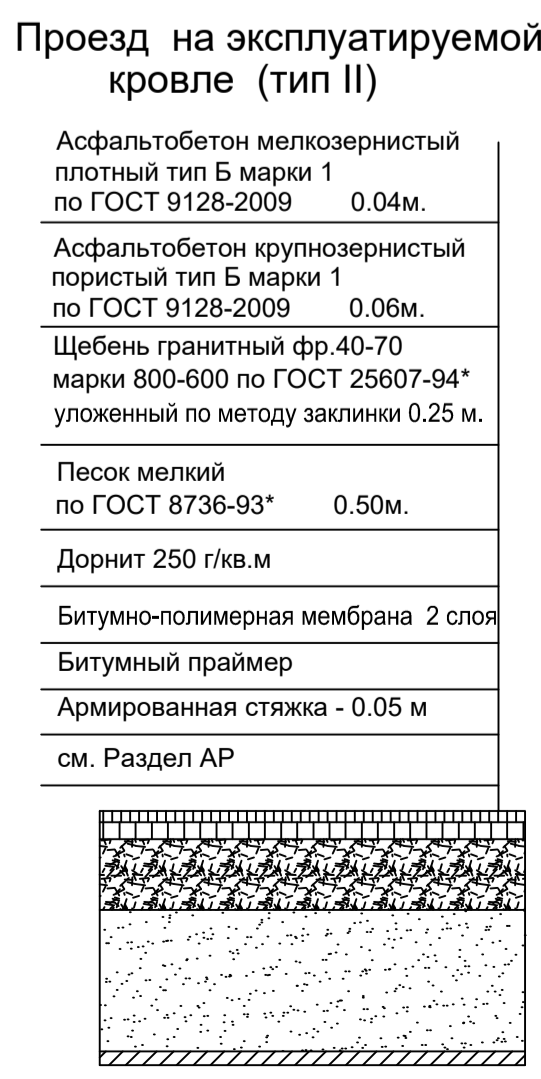 Проезд на эксплуатируемой
кровле (тип II)
Асфальтобетон мелкозернистый
плотный тип Б марки 1
по ГОСТ 9128-2009 0.04м.
Асфальтобетон крупнозернистый
пористый тип Б марки 1
по ГОСТ 9128-2009 0.06м.
Щебень гранитный фр.40-70
марки 800-600 по ГОСТ 25607-94*
уложенный по методу заклинки 0.25 м.
Песок мелкий
по ГОСТ 8736-93* 0.50м.
Дорнит 250 г/кв.м
Битумно-полимерная мембрана 2 слоя
Битумный праймер
Армированная стяжка - 0.05 м
см. Раздел АР